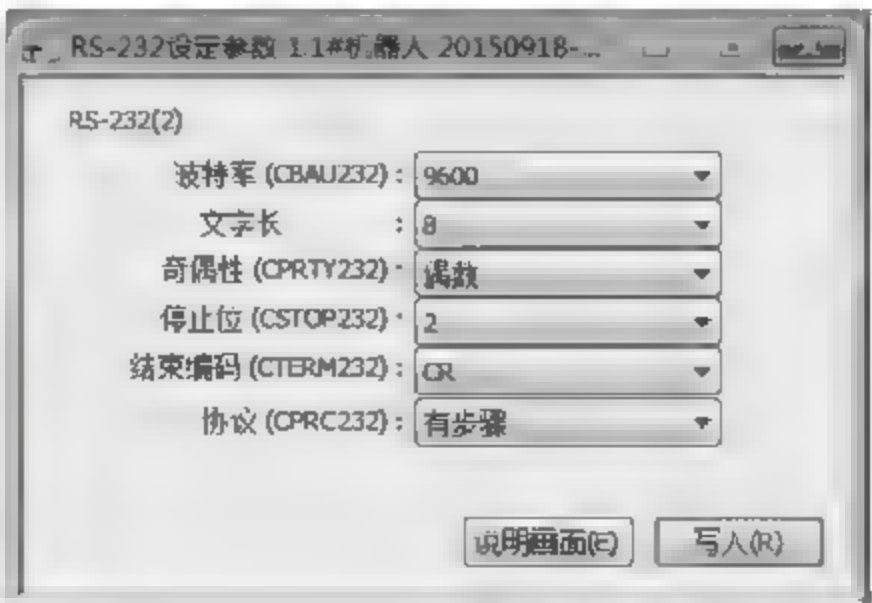 RS-232设定参数 1:1#机器人 20150918-...
RS-232(2)
波特率 (CBAU232) : 9600
文字长 : 8
奇偶性 (CPRTY232) : 偶数
停止位 (CSTOP232) : 2
结束编码 (CTERM232) : CR
协议 (CPRC232) : 有步骤
说明画面(E) 写入(R)